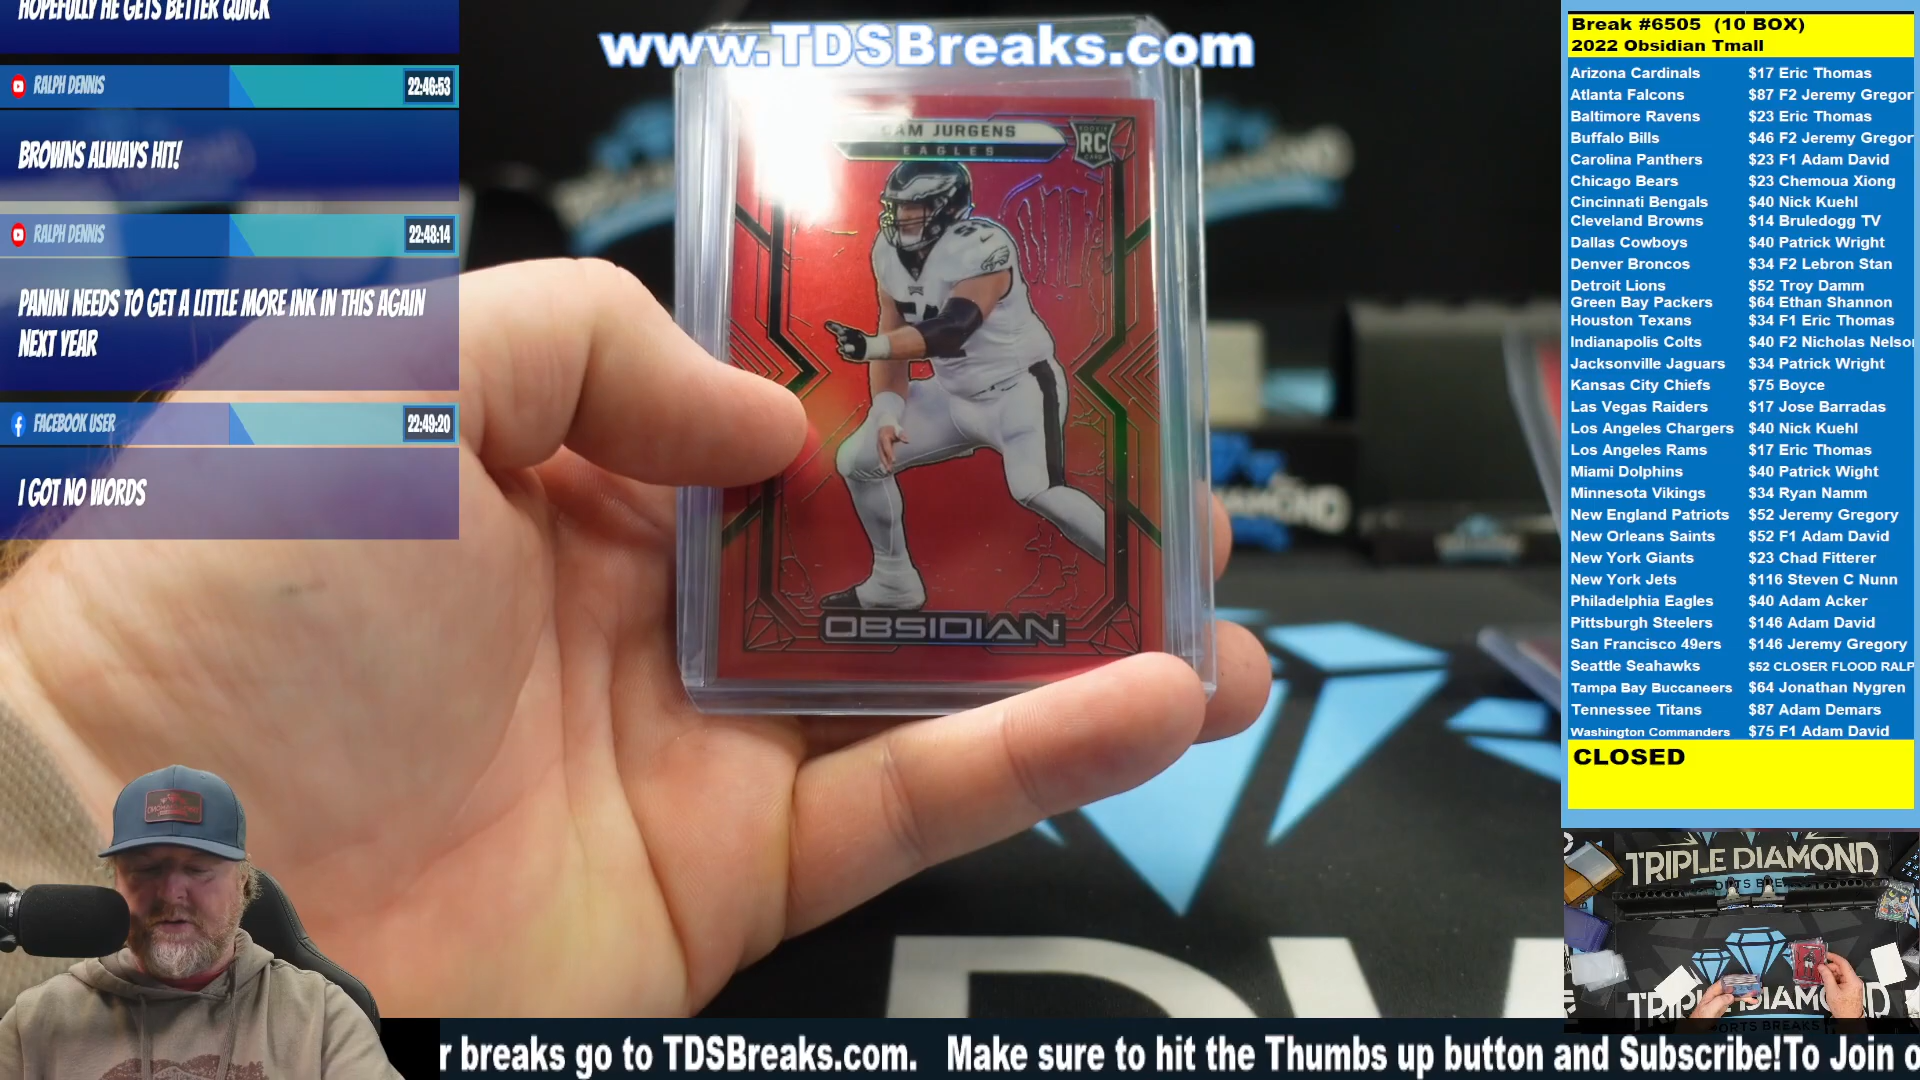 HOPEFULLY HE GETS BETTER QUICK
RALPH DENNIS
22:46:53
BROWNS ALWAYS HIT!
RALPH DENNIS
22:48:14
PANINI NEEDS TO GET A LITTLE MORE INK IN THIS AGAIN
NEXT YEAR
FACEBOOK USER
22:49:20
I GOT NO WORDS
www.TDSBreaks.com
CAM JURGENS
EAGLES
RC
OBSIDIAN
Break #6505 (10 BOX)
2022 Obsidian Tmall
Arizona Cardinals $17 Eric Thomas
Atlanta Falcons $87 F2 Jeremy Gregor
Baltimore Ravens $23 Eric Thomas
Buffalo Bills $46 F2 Jeremy Gregor
Carolina Panthers $23 F1 Adam David
Chicago Bears $23 Chemoua Xiong
Cincinnati Bengals $40 Nick Kuehl
Cleveland Browns $14 Bruledogg TV
Dallas Cowboys $40 Patrick Wright
Denver Broncos $34 F2 Lebron Stan
Detroit Lions $52 Troy Damm
Green Bay Packers $64 Ethan Shannon
Houston Texans $34 F1 Eric Thomas
Indianapolis Colts $40 F2 Nicholas Nelson
Jacksonville Jaguars $34 Patrick Wright
Kansas City Chiefs $75 Boyce
Las Vegas Raiders $17 Jose Barradas
Los Angeles Chargers $40 Nick Kuehl
Los Angeles Rams $17 Eric Thomas
Miami Dolphins $40 Patrick Wight
Minnesota Vikings $34 Ryan Namm
New England Patriots $52 Jeremy Gregory
New Orleans Saints $52 F1 Adam David
New York Giants $23 Chad Fitterer
New York Jets $116 Steven C Nunn
Philadelphia Eagles $40 Adam Acker
Pittsburgh Steelers $146 Adam David
San Francisco 49ers $146 Jeremy Gregory
Seattle Seahawks $52 CLOSER FLOOD RALP
Tampa Bay Buccaneers $64 Jonathan Nygren
Tennessee Titans $87 Adam Demars
Washington Commanders $75 F1 Adam David
CLOSED
TRIPLE DIAMOND
TRIPLE DIAMOND
SPORTS BREAKS
r breaks go to TDSBreaks.com. Make sure to hit the Thumbs up button and Subscribe!To Join o